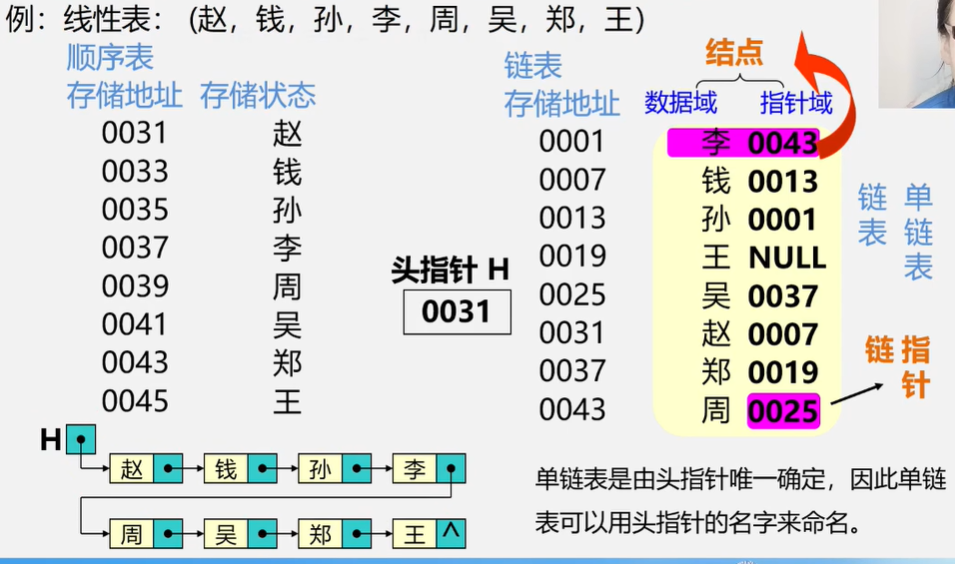 例：线性表：（赵，钱，孙，李，周，吴，郑，王）
顺序表
存储地址 存储状态
0031 赵
0033 钱
0035 孙
0037 李
0039 周
0041 吴
0043 郑
0045 王
头指针 H
0031
链表
存储地址
结点
数据域 指针域
0001 李 0043
0007 钱 0013
0013 孙 0001
0019 王 NULL
0025 吴 0037
0031 赵 0007
0037 郑 0019
0043 周 0025
链表
单链表
链
指针
H
赵 钱 孙 李
周 吴 郑 王 ^
单链表是由头指针唯一确定，因此单链
表可以用头指针的名字来命名。